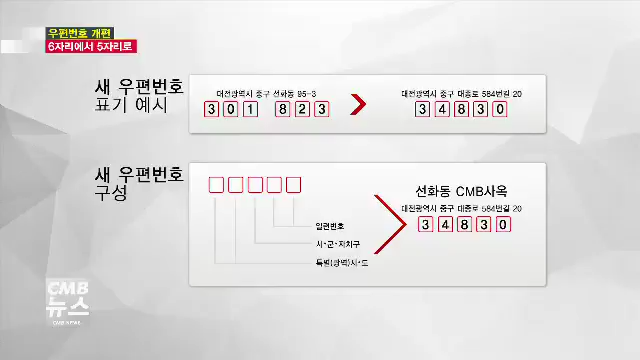 우편번호 개편
6자리에서 5자리로
새 우편번호
표기 예시
대전광역시 중구 선화동 95-3
301 823
대전광역시 중구 대종로 584번길 20
34830
새 우편번호
구성
일련번호
시·군·자치구
특별(광역)시·도
선화동 CMB사옥
대전광역시 중구 대종로 584번길 20
34830
CMB
뉴스
CMB NEWS